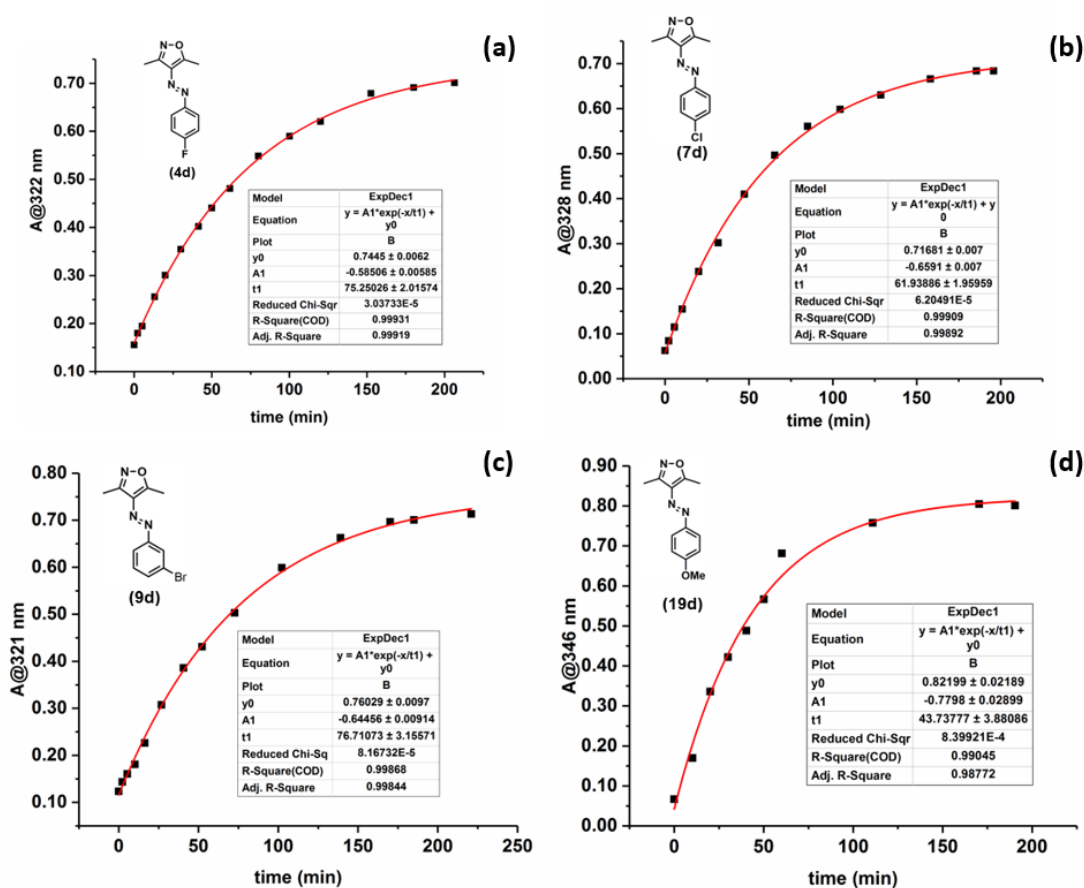 (a)
N
O
N
N
F
(4d)
A@322 nm
0.70
0.60
0.50
0.40
0.30
0.20
0.10
Model ExpDec1
Equation y = A1*exp(-x/t1) +
y0
Plot B
y0 0.7445 ± 0.0062
A1 -0.58506 ± 0.00585
t1 75.25026 ± 2.01574
Reduced Chi-Sqr 3.03733E-5
R-Square(COD) 0.99931
Adj. R-Square 0.99919
0 50 100 150 200
time (min)
(b)
N
O
N
N
Cl
(7d)
A@328 nm
0.70
0.60
0.50
0.40
0.30
0.20
0.10
0.00
Model ExpDec1
Equation y = A1*exp(-x/t1) + y
0
Plot B
y0 0.71681 ± 0.007
A1 -0.6591 ± 0.007
t1 61.93886 ± 1.95959
Reduced Chi-Sqr 6.20491E-5
R-Square(COD) 0.99909
Adj. R-Square 0.99892
0 50 100 150 200
time (min)
(c)
N
O
N
N
Br
(9d)
A@321 nm
0.80
0.70
0.60
0.50
0.40
0.30
0.20
0.10
Model ExpDec1
Equation y = A1*exp(-x/t1) +
y0
Plot B
y0 0.76029 ± 0.0097
A1 -0.64456 ± 0.00914
t1 76.71073 ± 3.15571
Reduced Chi-Sq 8.16732E-5
R-Square(COD) 0.99868
Adj. R-Square 0.99844
0 50 100 150 200 250
time (min)
(d)
N
O
N
N
OMe
(19d)
A@346 nm
0.90
0.80
0.70
0.60
0.50
0.40
0.30
0.20
0.10
0.00
Model ExpDec1
Equation y = A1*exp(-x/t1) +
y0
Plot B
y0 0.82199 ± 0.02189
A1 -0.7798 ± 0.02899
t1 43.73777 ± 3.88086
Reduced Chi-Sqr 8.39921E-4
R-Square(COD) 0.99045
Adj. R-Square 0.98772
0 50 100 150 200
time (min)